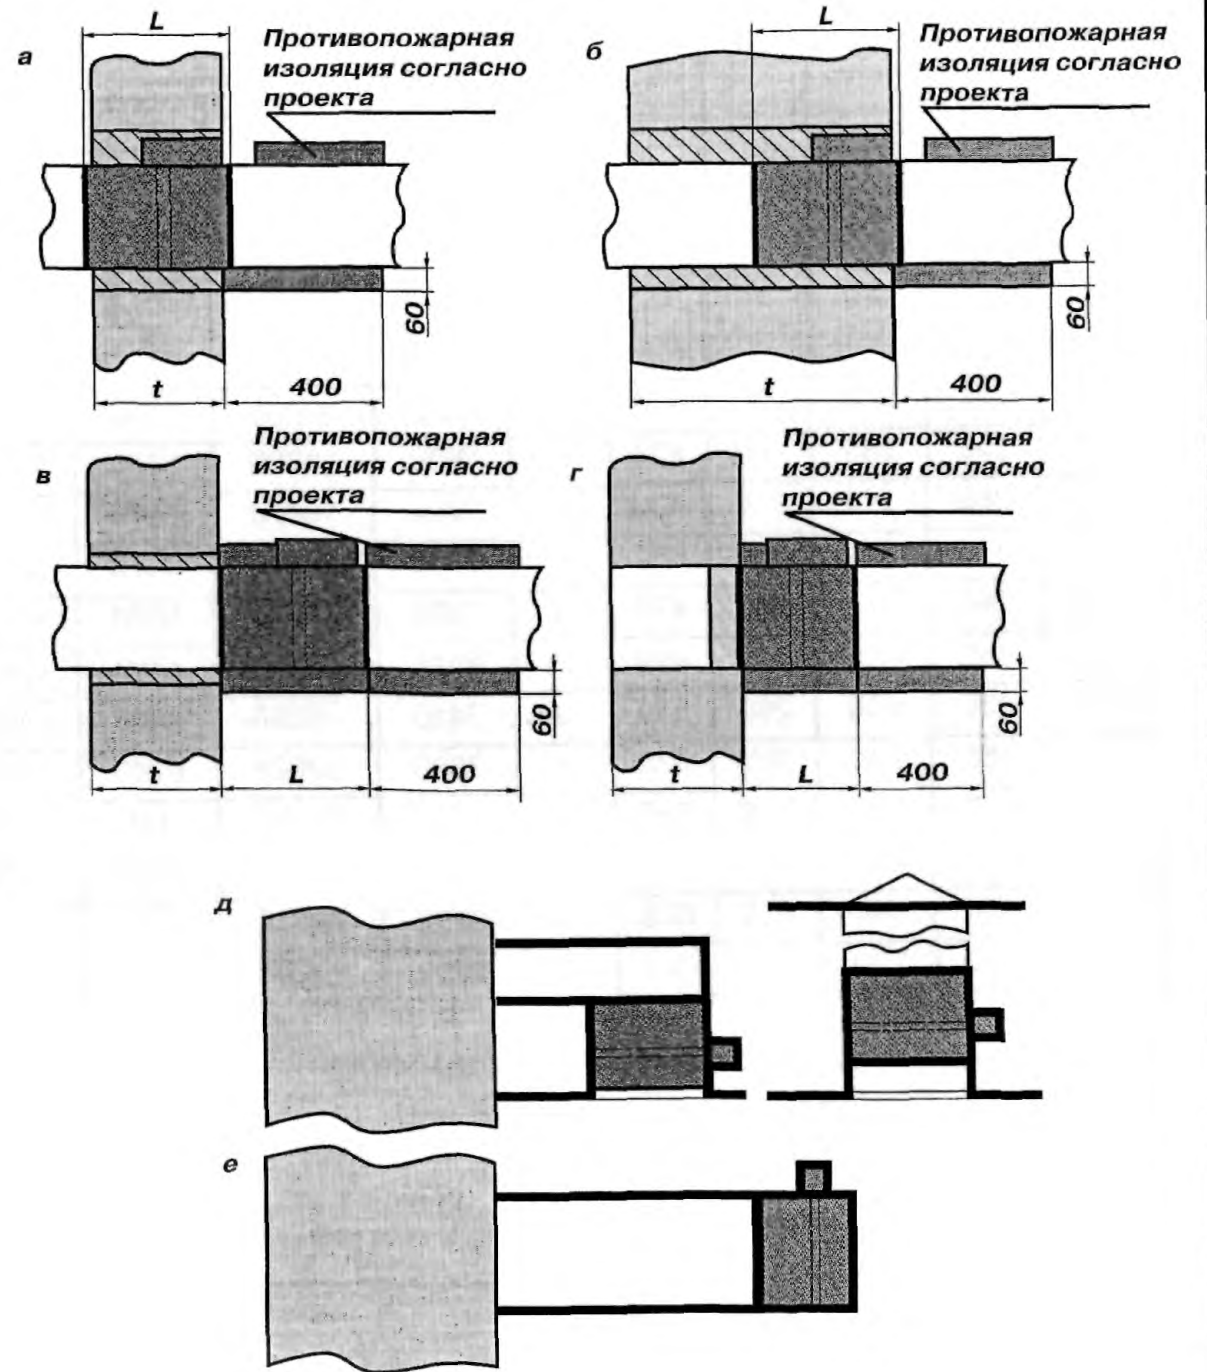 а
L
Противопожарная
изоляция согласно
проекта
60
t
400
б
L
Противопожарная
изоляция согласно
проекта
60
t
400
в
Противопожарная
изоляция согласно
проекта
60
t
L
400
г
Противопожарная
изоляция согласно
проекта
60
t
L
400
д
е